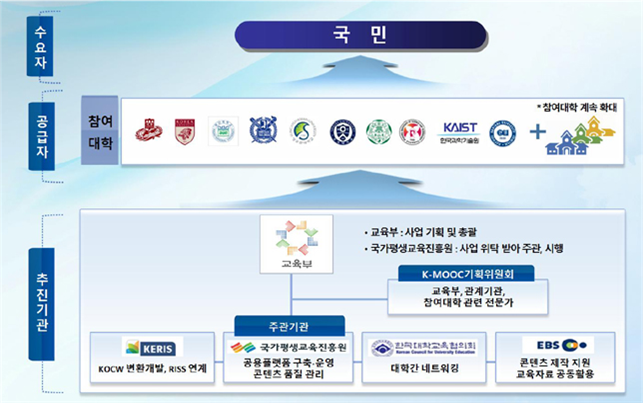 수요자
국 민
공급자
참여
대학
* 참여대학 계속 확대
KAIST
한국과학기술원
+
추진기관
교육부
• 교육부 : 사업 기획 및 총괄
• 국가평생교육진흥원 : 사업 위탁 받아 주관, 시행
K-MOOC기획위원회
교육부, 관계기관,
참여대학 관련 전문가
주관기관
KERIS
KOCW 변환개발, RISS 연계
국가평생교육진흥원
공용플랫폼 구축·운영
콘텐츠 품질 관리
한국대학교육협의회
Korean Council for University Education
대학간 네트워킹
EBS
콘텐츠 제작 지원
교육자료 공동활용